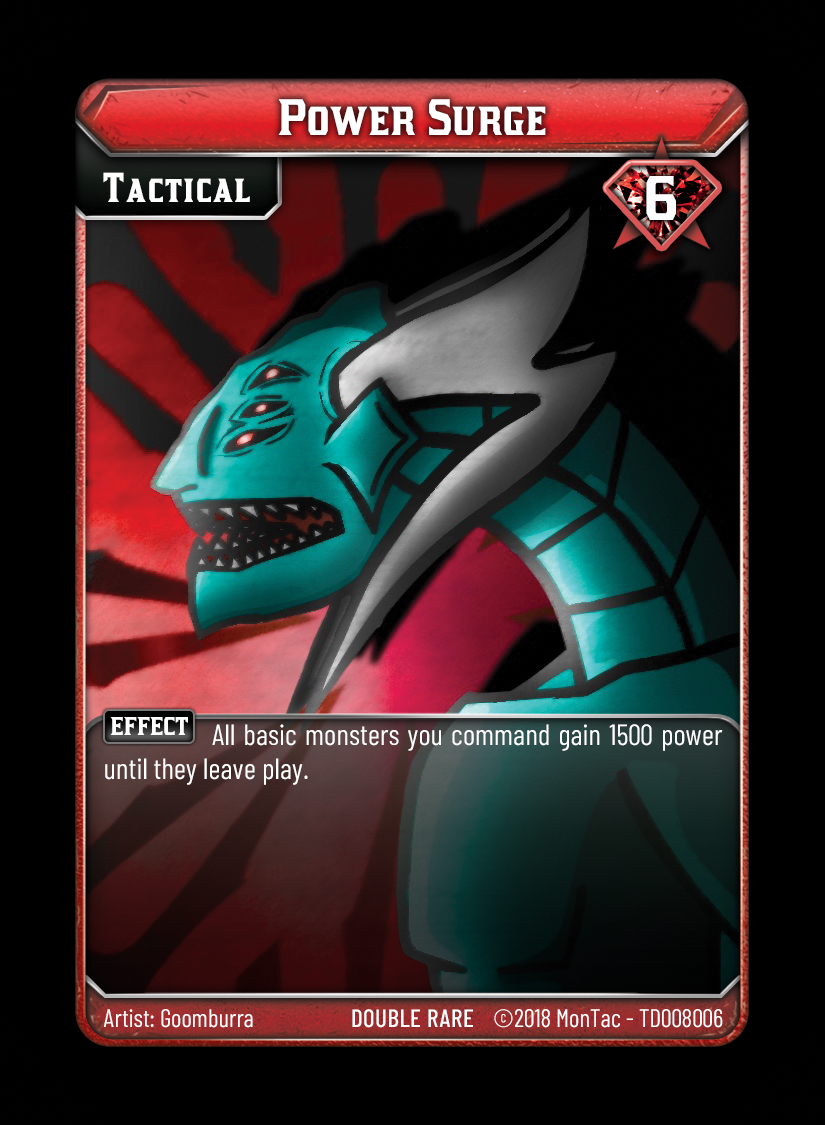 Power Surge
Tactical
6
EFFECT All basic monsters you command gain 1500 power
until they leave play.
Artist: Goomburra DOUBLE RARE ©2018 MonTac - TD008006